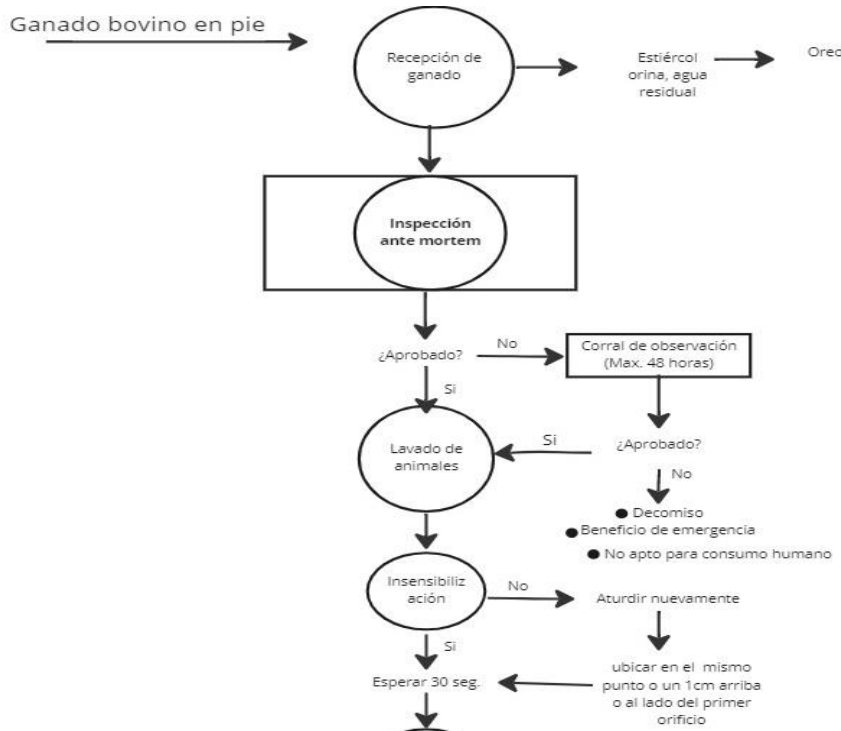 Ganado bovino en pie
Recepción de
ganado
Estiércol
orina, agua
residual
Inspección
ante mortem
¿Aprobado?
No
Corral de observación
(Max. 48 horas)
Si
Lavado de
animales
Si
¿Aprobado?
No
Decomiso
Beneficio de emergencia
No apto para consumo humano
Insensibiliz
ación
No
Aturdir nuevamente
Si
Esperar 30 seg.
ubicar en el mismo
punto o un 1cm arriba
o al lado del primer
orificio